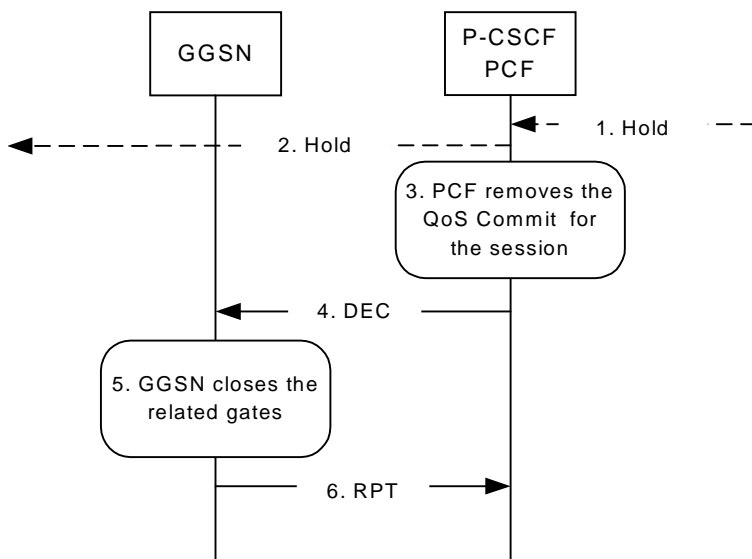 GGSN
P-CSCF
PCF
1. Hold
2. Hold
3. PCF removes the
QoS Commit for
the session
4. DEC
5. GGSN closes the
related gates
6. RPT